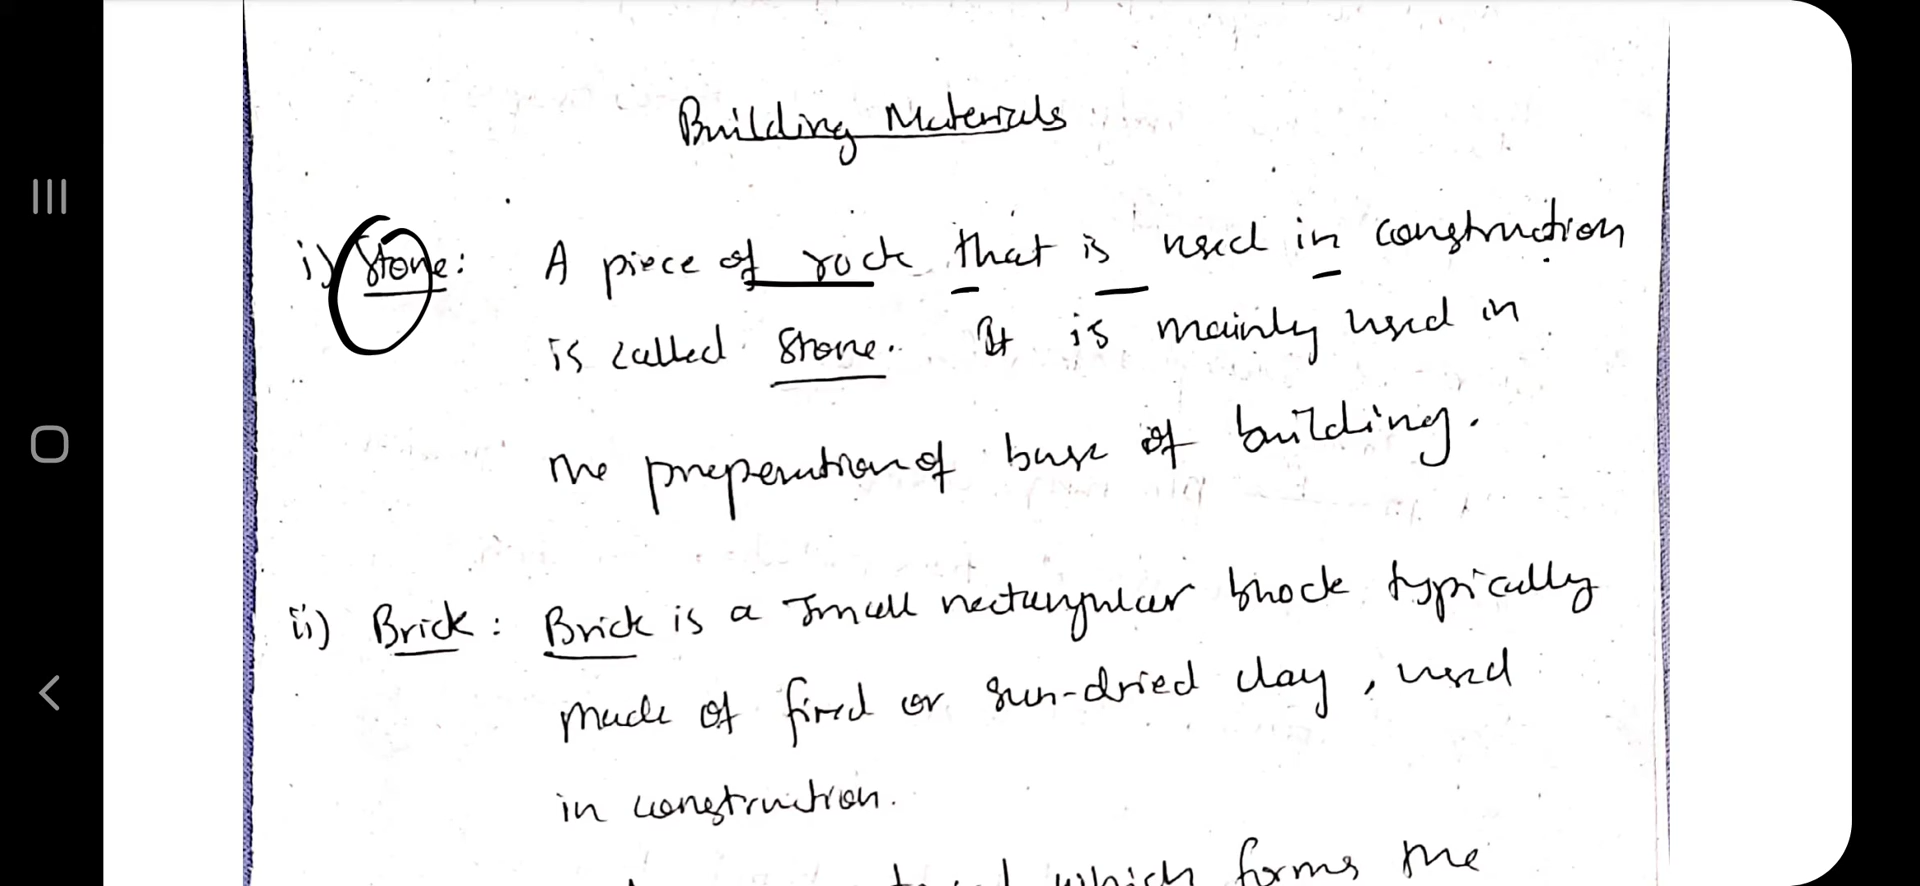 Building Materials
i) Stone: A piece of rock that is used in construction
is called Stone. It is mainly used in
the preperation of base of building.
ii) Brick: Brick is a small rectangular block typically
made of fired or sun-dried clay, used
in construction.
which forms the